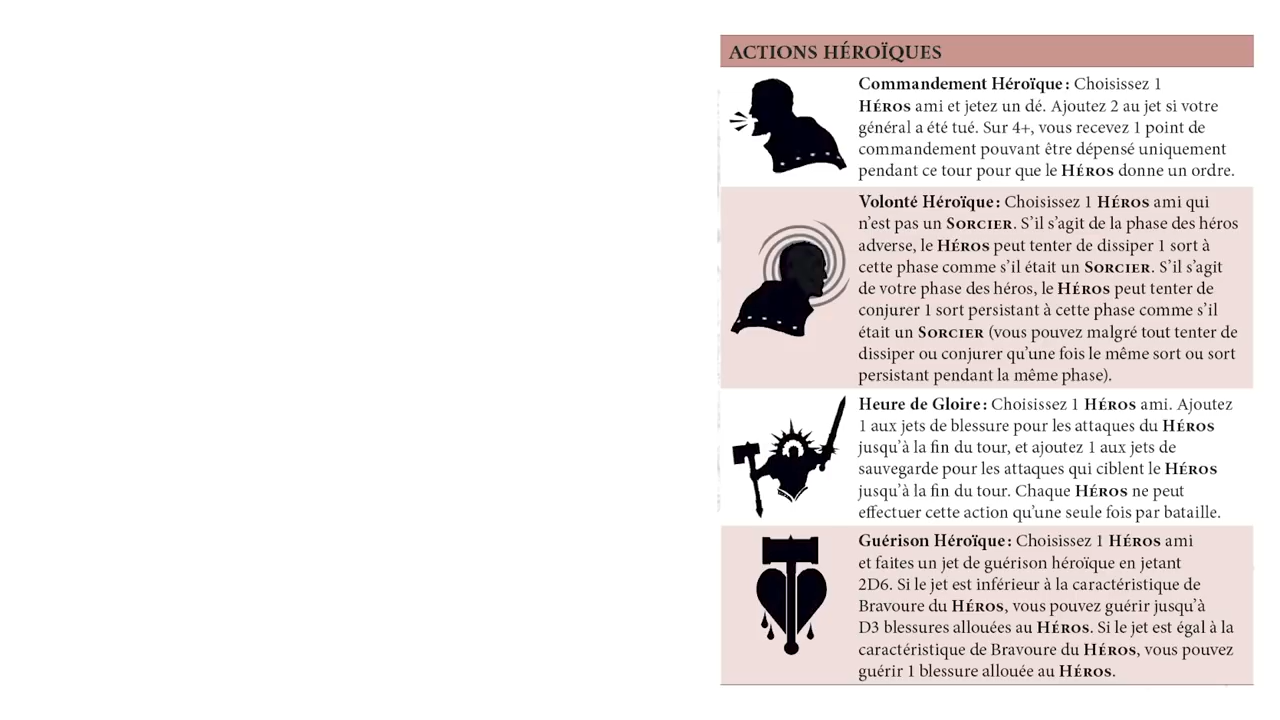 ACTIONS HÉROÏQUES
Commandement Héroïque : Choisissez 1
HÉROS ami et jetez un dé. Ajoutez 2 au jet si votre
général a été tué. Sur 4+, vous recevez 1 point de
commandement pouvant être dépensé uniquement
pendant ce tour pour que le HÉROS donne un ordre.
Volonté Héroïque : Choisissez 1 HÉROS ami qui
n'est pas un SORCIER. S'il s'agit de la phase des héros
adverse, le HÉROS peut tenter de dissiper 1 sort à
cette phase comme s'il était un SORCIER. S'il s'agit
de votre phase des héros, le HÉROS peut tenter de
conjurer 1 sort persistant à cette phase comme s'il
était un SORCIER (vous pouvez malgré tout tenter de
dissiper ou conjurer qu'une fois le même sort ou sort
persistant pendant la même phase).
Heure de Gloire : Choisissez 1 HÉROS ami. Ajoutez
1 aux jets de blessure pour les attaques du HÉROS
jusqu'à la fin du tour, et ajoutez 1 aux jets de
sauvegarde pour les attaques qui ciblent le HÉROS
jusqu'à la fin du tour. Chaque HÉROS ne peut
effectuer cette action qu'une seule fois par bataille.
Guérison Héroïque : Choisissez 1 HÉROS ami
et faites un jet de guérison héroïque en jetant
2D6. Si le jet est inférieur à la caractéristique de
Bravoure du HÉROS, vous pouvez guérir jusqu'à
D3 blessures allouées au HÉROS. Si le jet est égal à la
caractéristique de Bravoure du HÉROS, vous pouvez
guérir 1 blessure allouée au HÉROS.